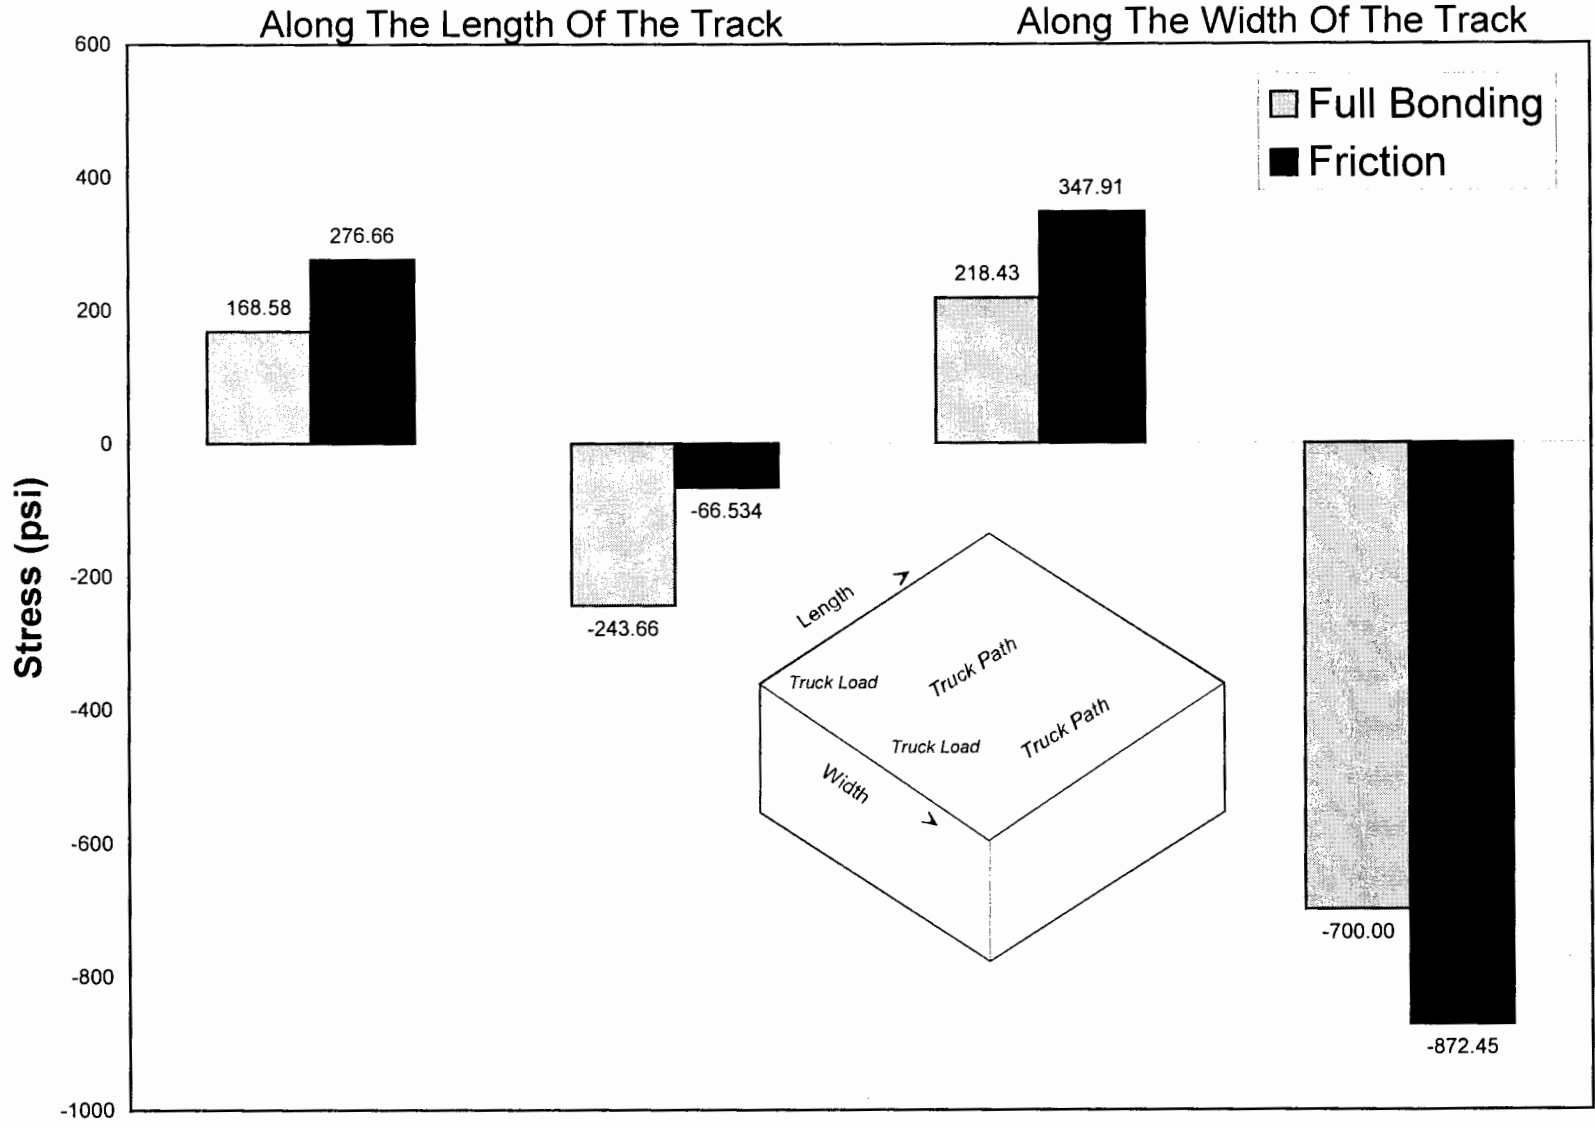 Along The Length Of The Track
Along The Width Of The Track
600
400
200
0
-200
-400
-600
-800
-1000
Stress (psi)
Full Bonding
Friction
168.58
276.66
-243.66
-66.534
218.43
347.91
-700.00
-872.45
Length
Truck Path
Truck Load
Truck Path
Truck Load
Width